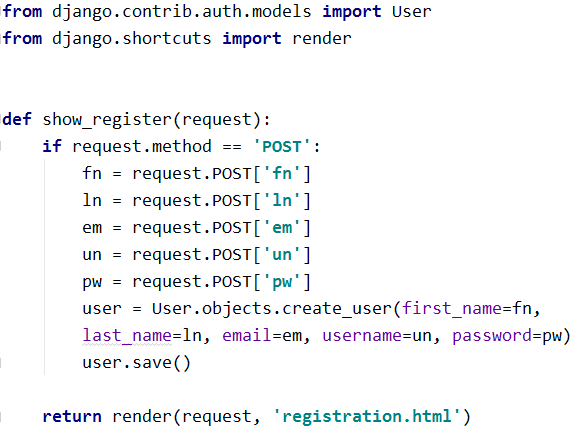 from django.contrib.auth.models import User
from django.shortcuts import render
def show_register(request):
    if request.method == 'POST':
        fn = request.POST['fn']
        ln = request.POST['ln']
        em = request.POST['em']
        un = request.POST['un']
        pw = request.POST['pw']
        user = User.objects.create_user(first_name=fn,
        last_name=ln, email=em, username=un, password=pw)
        user.save()
    return render(request, 'registration.html')